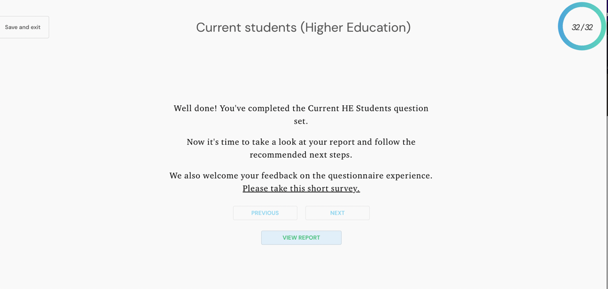 Save and exit
Current students (Higher Education)
32/32
Well done! You've completed the Current HE Students question
set.
Now it's time to take a look at your report and follow the
recommended next steps.
We also welcome your feedback on the questionnaire experience.
Please take this short survey.
PREVIOUS
NEXT
VIEW REPORT